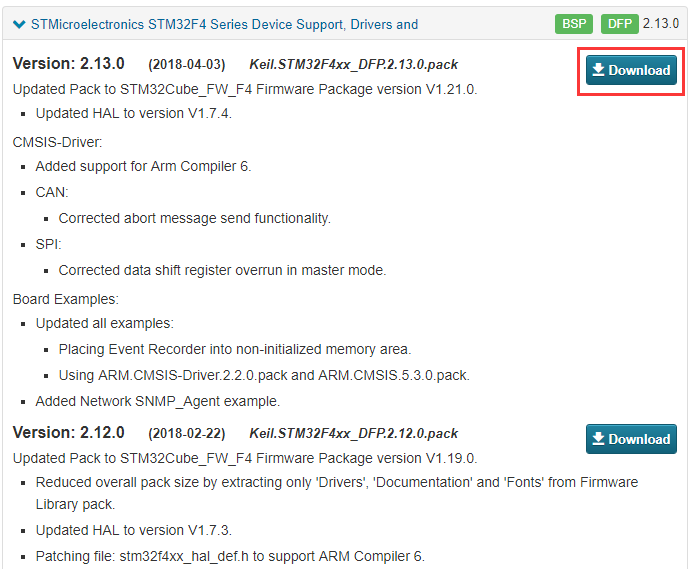 STMicroelectronics STM32F4 Series Device Support, Drivers and BSP DFP 2.13.0
Version: 2.13.0 (2018-04-03) Keil.STM32F4xx_DFP.2.13.0.pack Download
Updated Pack to STM32Cube_FW_F4 Firmware Package version V1.21.0.
Updated HAL to version V1.7.4.
CMSIS-Driver:
Added support for Arm Compiler 6.
CAN:
Corrected abort message send functionality.
SPI:
Corrected data shift register overrun in master mode.
Board Examples:
Updated all examples:
Placing Event Recorder into non-initialized memory area.
Using ARM.CMSIS-Driver.2.2.0.pack and ARM.CMSIS.5.3.0.pack.
Added Network SNMP_Agent example.
Version: 2.12.0 (2018-02-22) Keil.STM32F4xx_DFP.2.12.0.pack Download
Updated Pack to STM32Cube_FW_F4 Firmware Package version V1.19.0.
Reduced overall pack size by extracting only 'Drivers', 'Documentation' and 'Fonts' from Firmware
Library pack.
Updated HAL to version V1.7.3.
Patching file: stm32f4xx_hal_def.h to support ARM Compiler 6.